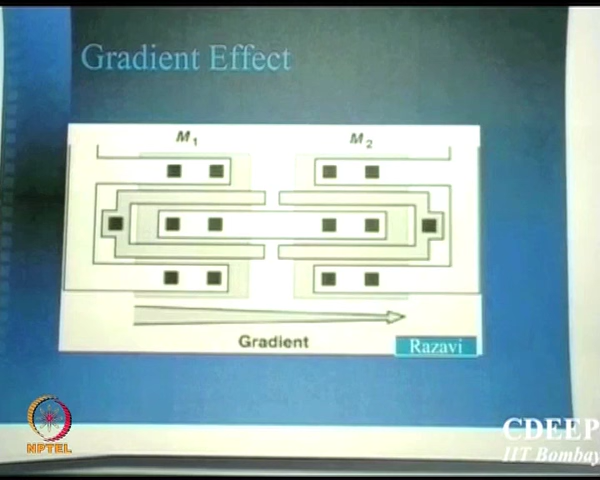 Gradient Effect
M1 M2
Gradient
Razavi
NPTEL
CDEEP
IIT Bombay